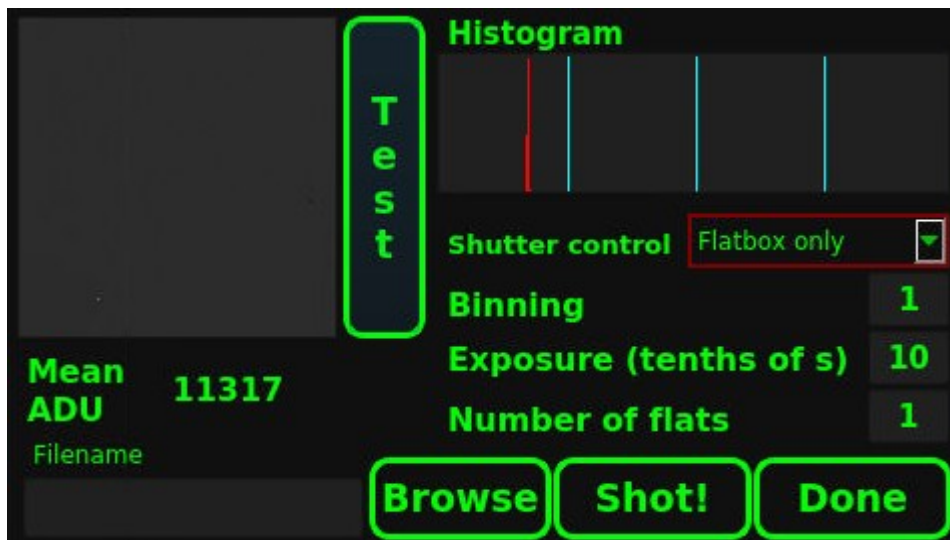 Histogram
T
e
s
t
Shutter control Flatbox only
Binning 1
Exposure (tenths of s) 10
Number of flats 1
Mean
ADU 11317
Filename
Browse Shot! Done